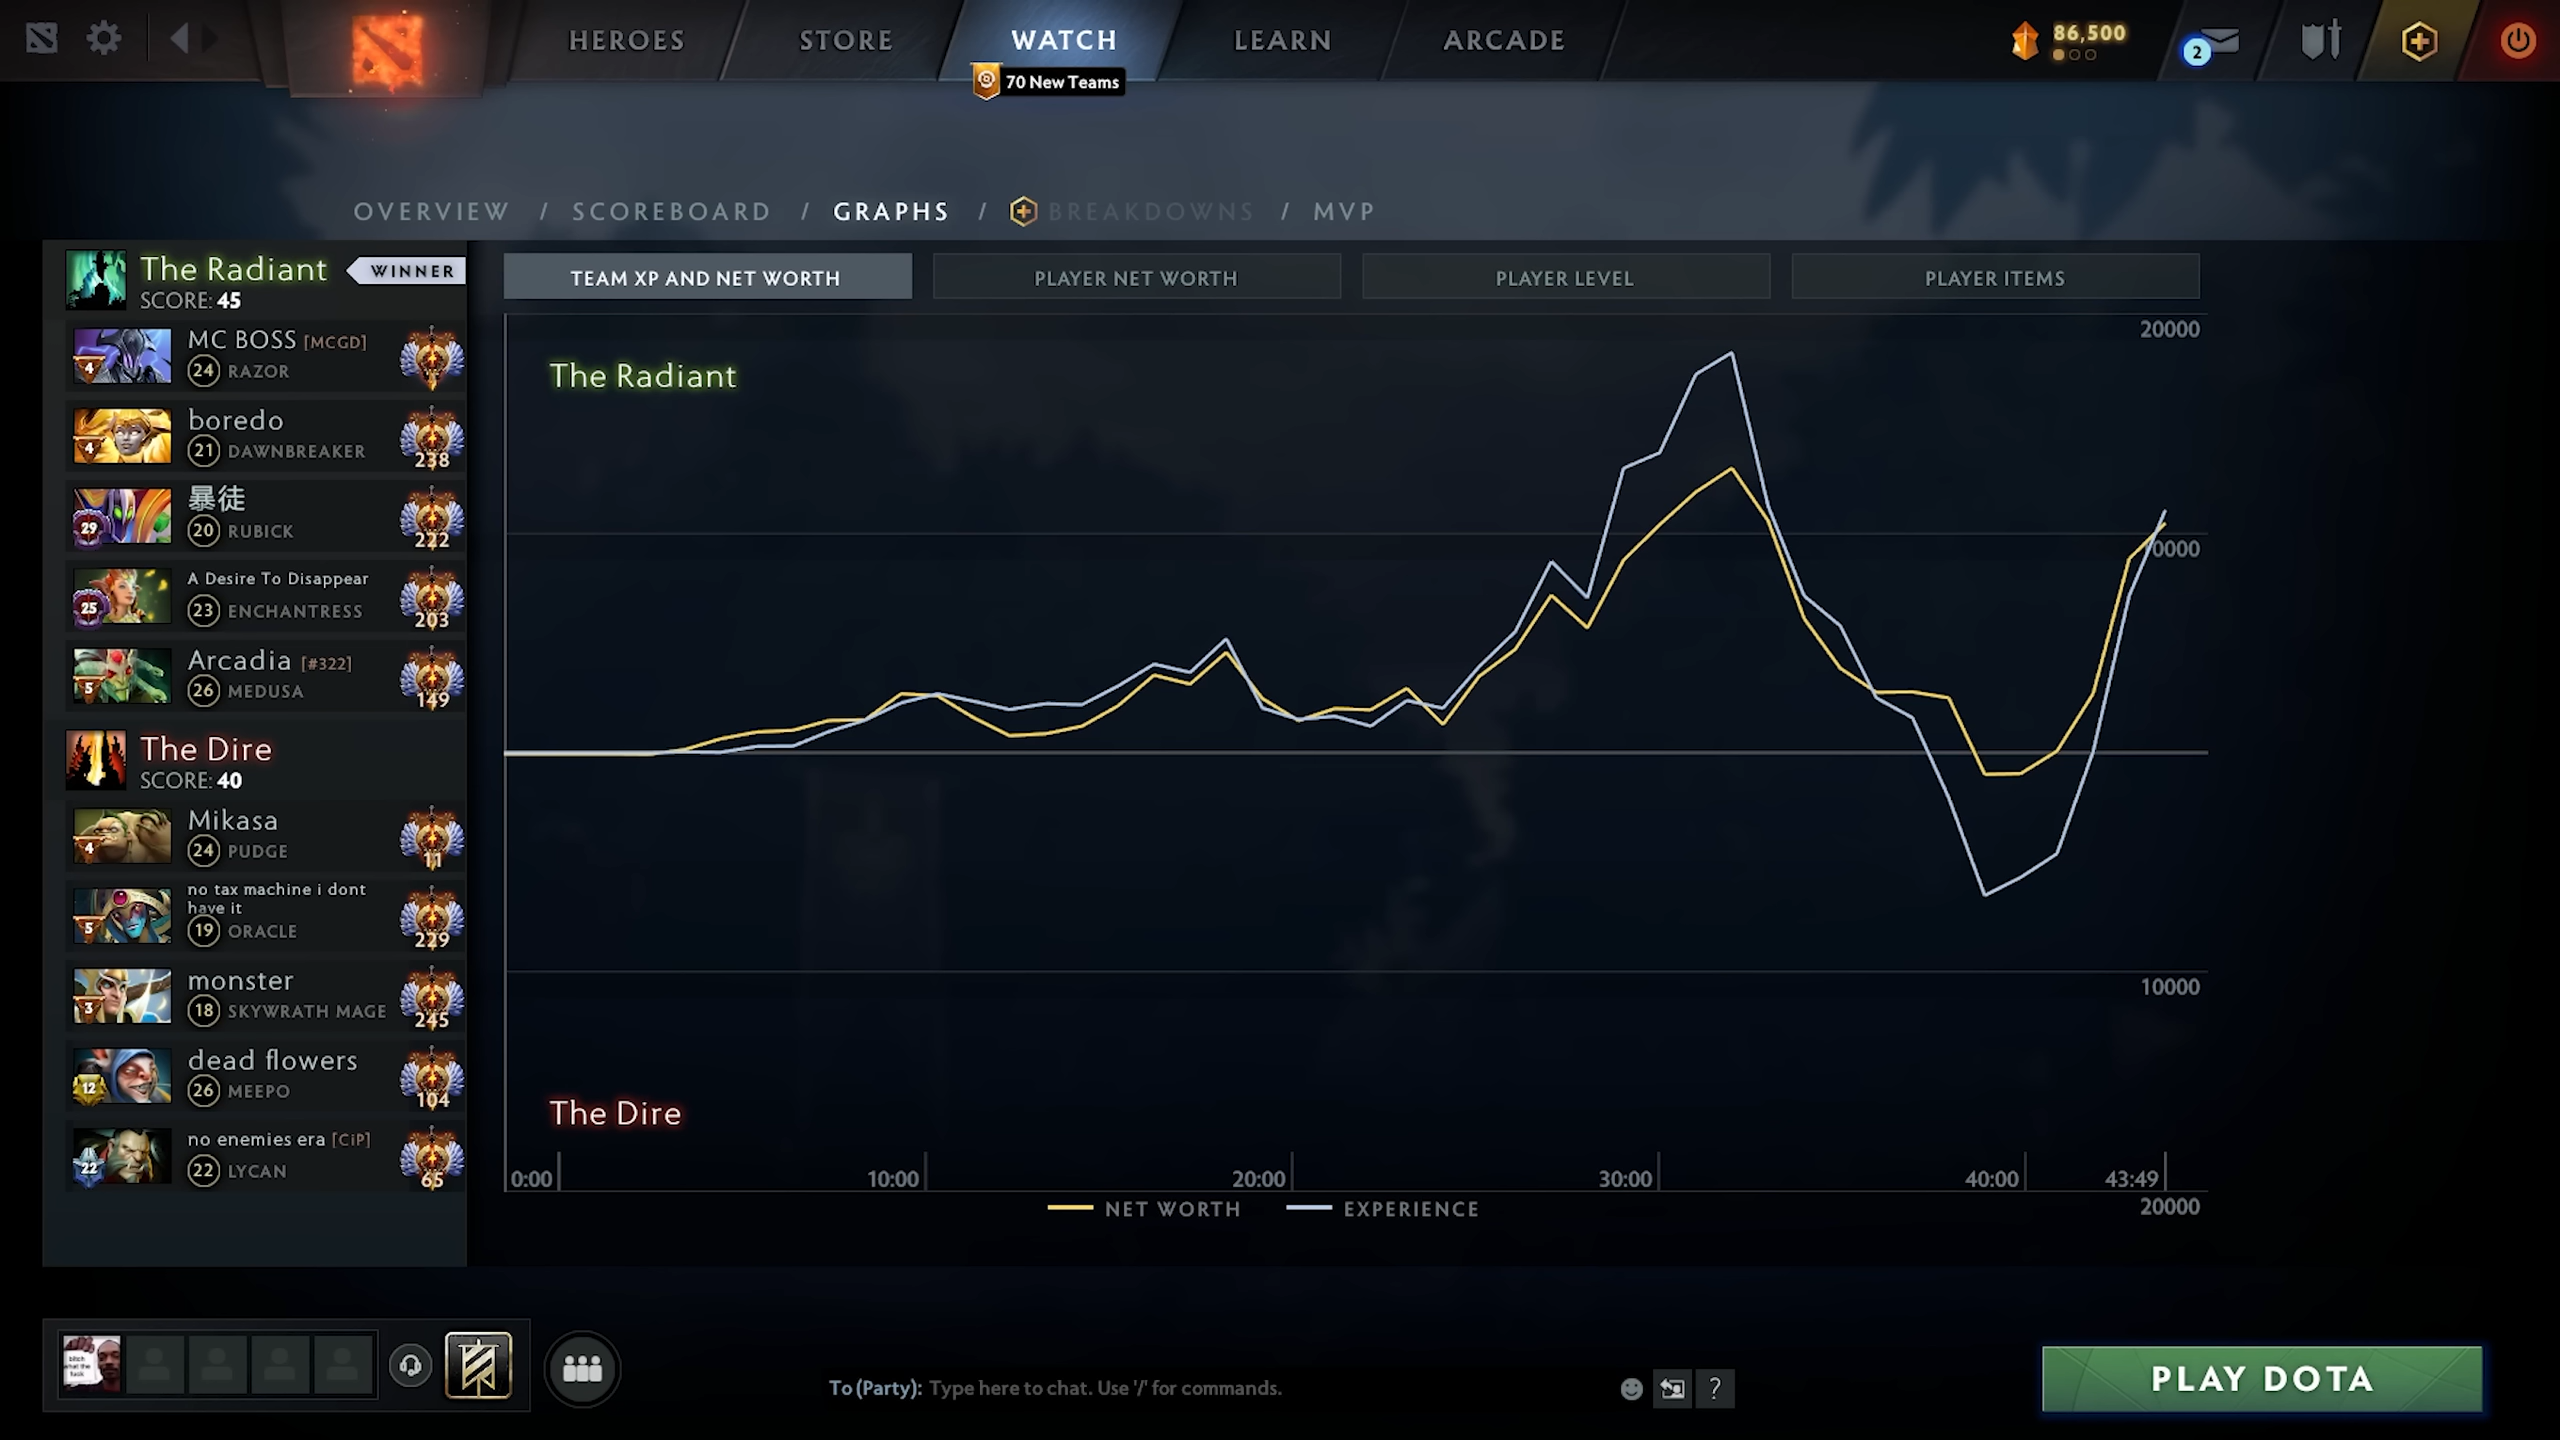 HEROES
STORE
WATCH
LEARN
ARCADE
86,500
2
70 New Teams
OVERVIEW / SCOREBOARD / GRAPHS / BREAKDOWNS / MVP
The Radiant
WINNER
SCORE: 45
MC BOSS [MCGD]
4
24 RAZOR
boredo
4
21 DAWNBREAKER
238
暴徒
29
20 RUBICK
222
A Desire To Disappear
25
23 ENCHANTRESS
203
Arcadia [#322]
5
26 MEDUSA
149
The Dire
SCORE: 40
Mikasa
4
24 PUDGE
11
no tax machine i dont
have it
5
19 ORACLE
229
monster
3
18 SKYWRATH MAGE
245
dead flowers
12
26 MEEPO
104
no enemies era [CiP]
22
22 LYCAN
65
TEAM XP AND NET WORTH
PLAYER NET WORTH
PLAYER LEVEL
PLAYER ITEMS
20000
The Radiant
0000
10000
The Dire
0:00
10:00
20:00
30:00
40:00
43:49
20000
NET WORTH
EXPERIENCE
To (Party): Type here to chat. Use '/' for commands.
?
PLAY DOTA